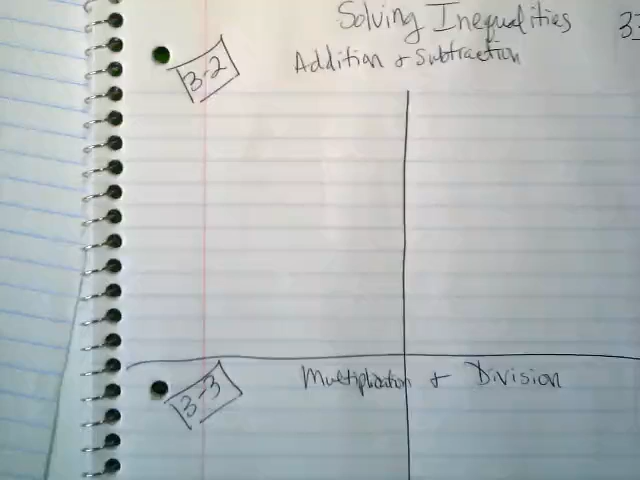 Solving Inequalities
3-2
Addition & Subtraction
3-3
Multiplication & Division